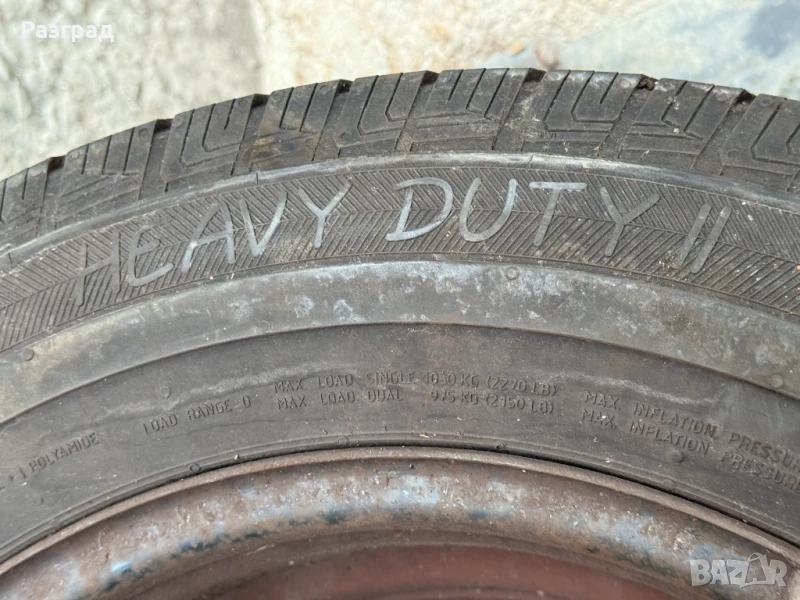 Разград
HEAVY DUTY II
LOAD RANGE-D
MAX LOAD SINGLE 1030 KG (2270 LB)
MAX LOAD DUAL 975 KG (2150 LB)
MAX. INFLATION PRESSURE
MAX. INFLATION PRESSURE
+ 1 POLYAMIDE
BAZAR